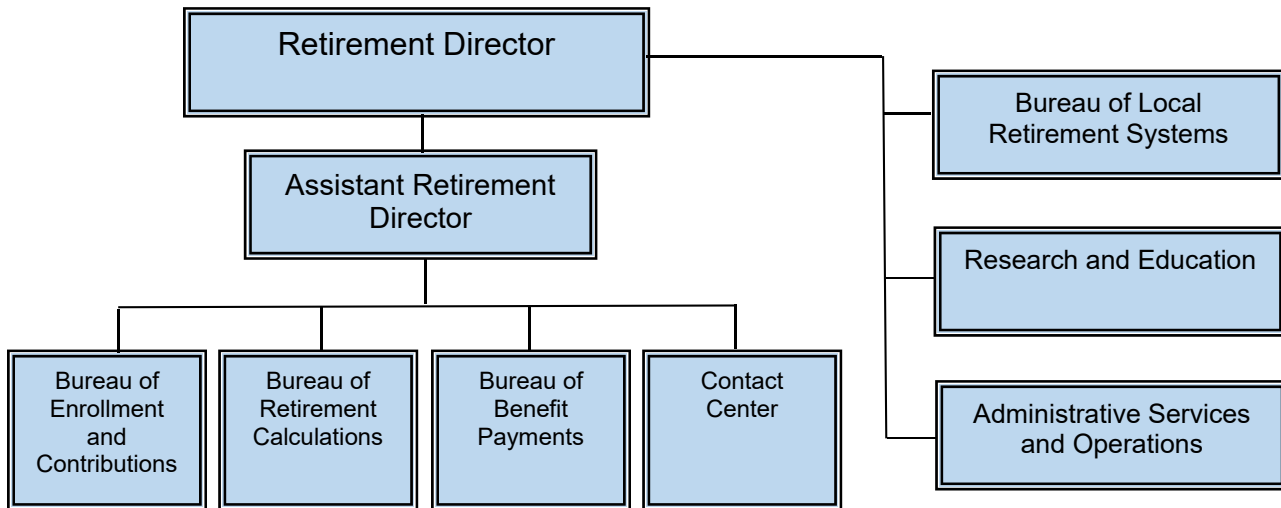 Retirement Director
Bureau of Local
Retirement Systems
Assistant Retirement
Director
Research and Education
Bureau of
Enrollment
and
Contributions
Bureau of
Retirement
Calculations
Bureau of
Benefit
Payments
Contact
Center
Administrative Services
and Operations